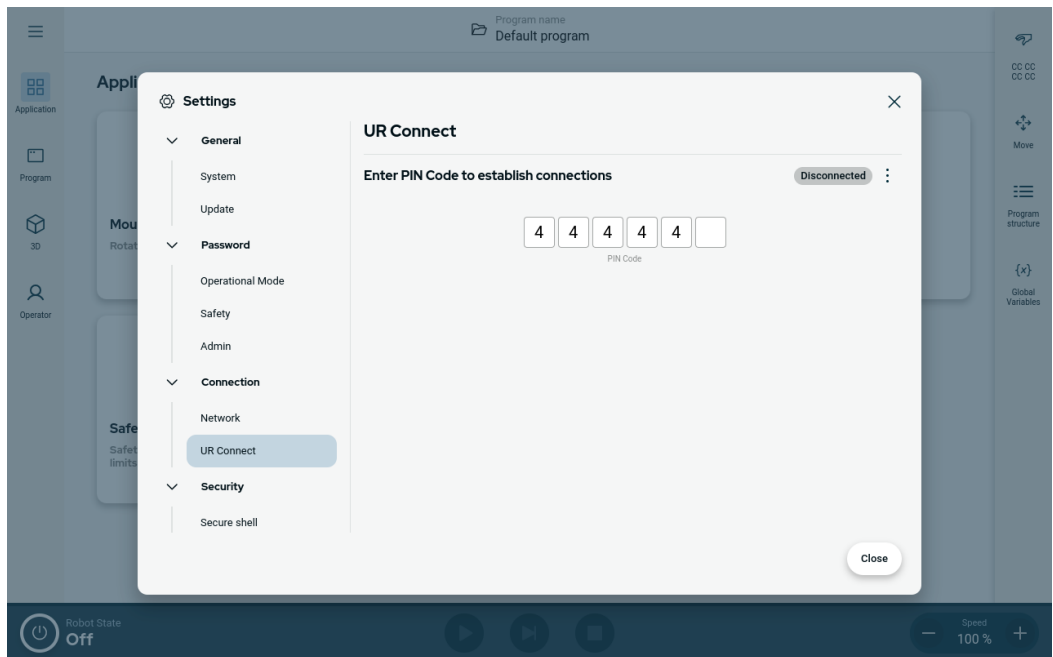 Program name
Default program
Appli
Application
Program
3D
Operator
Mou
Rotat
Safe
Safet
limits
Settings
General
System
Update
Password
Operational Mode
Safety
Admin
Connection
Network
UR Connect
Security
Secure shell
UR Connect
Enter PIN Code to establish connections
Disconnected
4 4 4 4 4
PIN Code
Close
CC CC
CC CC
Move
Program
structure
{x}
Global
Variables
Robot State
Off
Speed
100 %